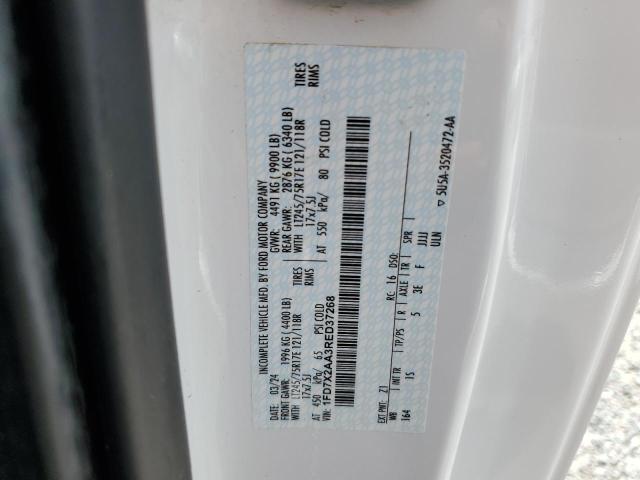 INCOMPLETE VEHICLE MFD. BY FORD MOTOR COMPANY
DATE: 03/24 GVWR: 4491 KG ( 9900 LB)
FRONT GAWR: 1996 KG (4400 LB) REAR GAWR: 2876 KG ( 6340 LB)
WITH LT245/75R17E 121/118R TIRES WITH LT245/75R17E 121/118R TIRES
17x7.5J RIMS 17x7.5J RIMS
AT 450 kPa/ 65 PSI COLD AT 550 kPa/ 80 PSI COLD
VIN: 1FD7X2AA3RED37268
EXT PNT: Z1 RC: 16 DSO:
WB INT TR TP/PS R AXLE TR SPR
164 1S 5 3E F JJJJ
ULN
▽ 5U5A-3520472-AA